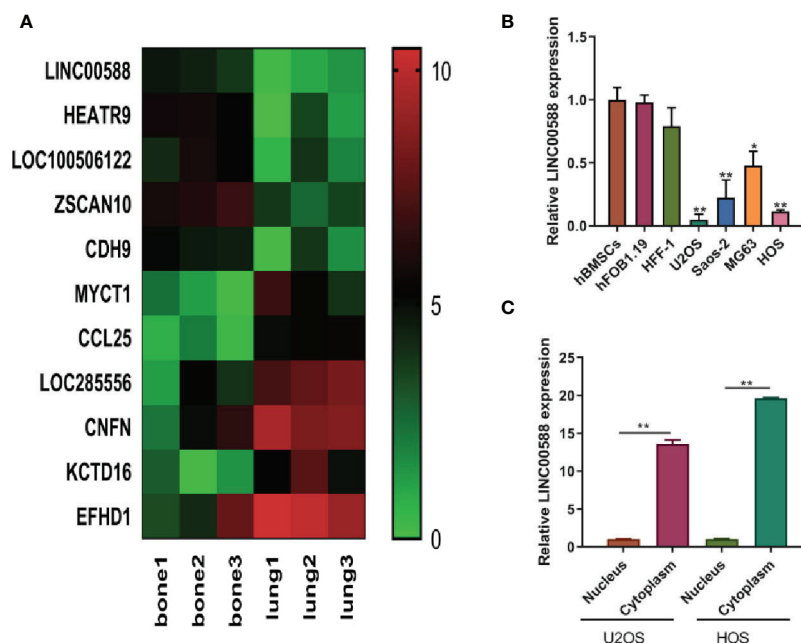 A
LINC00588
HEATR9
LOC100506122
ZSCAN10
CDH9
MYCT1
CCL25
LOC285556
CNFN
KCTD16
EFHD1
bone1
bone2
bone3
lung1
lung2
lung3
10
5
0
B
Relative LINC00588 expression
1.5
1.0
0.5
0.0
**
**
*
**
hBMSCs
hFOB1.19
HFF-1
U2OS
Saos-2
MG63
HOS
C
Relative LINC00588 expression
25
20
15
10
5
0
**
**
Nucleus
Cytoplasm
Nucleus
Cytoplasm
U2OS
HOS